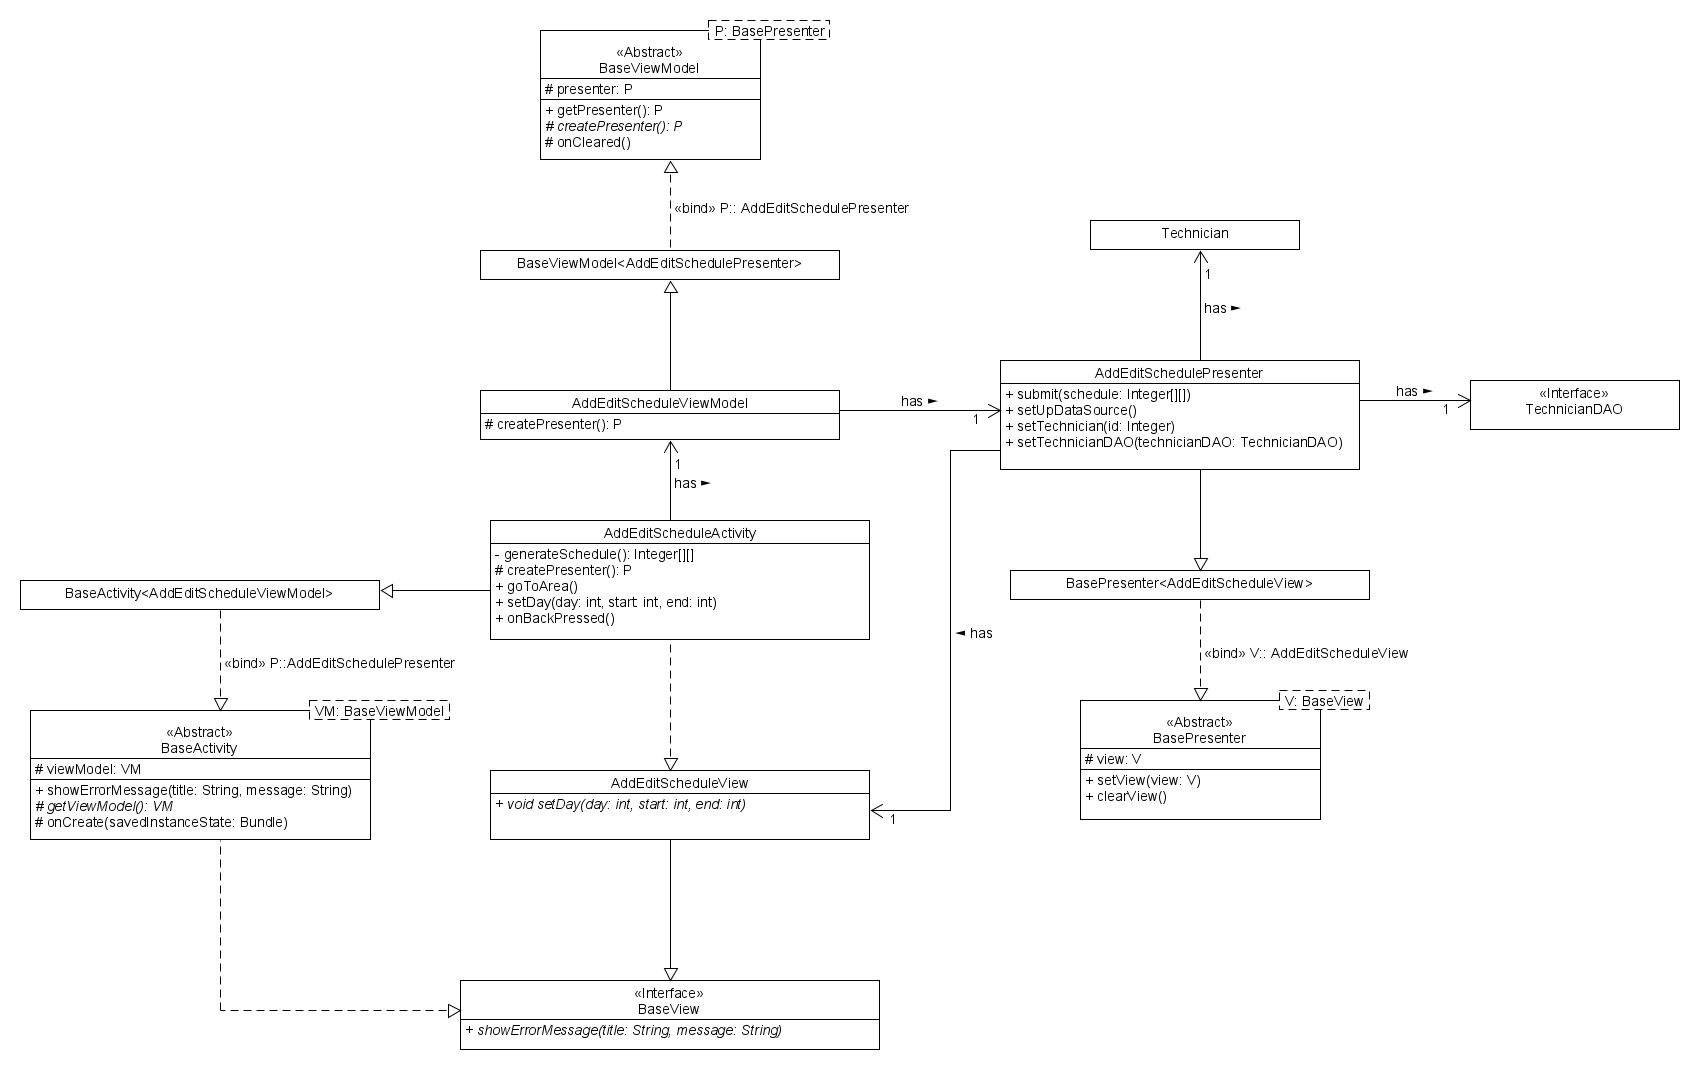 P: BasePresenter
«Abstract»
BaseViewModel
# presenter: P
+ getPresenter(): P
# createPresenter(): P
# onCleared()
«bind» P:: AddEditSchedulePresenter
BaseViewModel<AddEditSchedulePresenter>
Technician
1
has ►
AddEditScheduleViewModel
# createPresenter(): P
has ►
1
AddEditSchedulePresenter
+ submit(schedule: Integer[][])
+ setUpDataSource()
+ setTechnician(id: Integer)
+ setTechnicianDAO(technicianDAO: TechnicianDAO)
has ►
1
«Interface»
TechnicianDAO
1
has ►
AddEditScheduleActivity
- generateSchedule(): Integer[][]
# createPresenter(): P
+ goToArea()
+ setDay(day: int, start: int, end: int)
+ onBackPressed()
BaseActivity<AddEditScheduleViewModel>
BasePresenter<AddEditScheduleView>
◄ has
«bind» P::AddEditSchedulePresenter
«bind» V:: AddEditScheduleView
VM: BaseViewModel
«Abstract»
BaseActivity
# viewModel: VM
+ showErrorMessage(title: String, message: String)
# getViewModel(): VM
# onCreate(savedInstanceState: Bundle)
V: BaseView
«Abstract»
BasePresenter
# view: V
+ setView(view: V)
+ clearView()
AddEditScheduleView
+ void setDay(day: int, start: int, end: int)
1
«Interface»
BaseView
+ showErrorMessage(title: String, message: String)